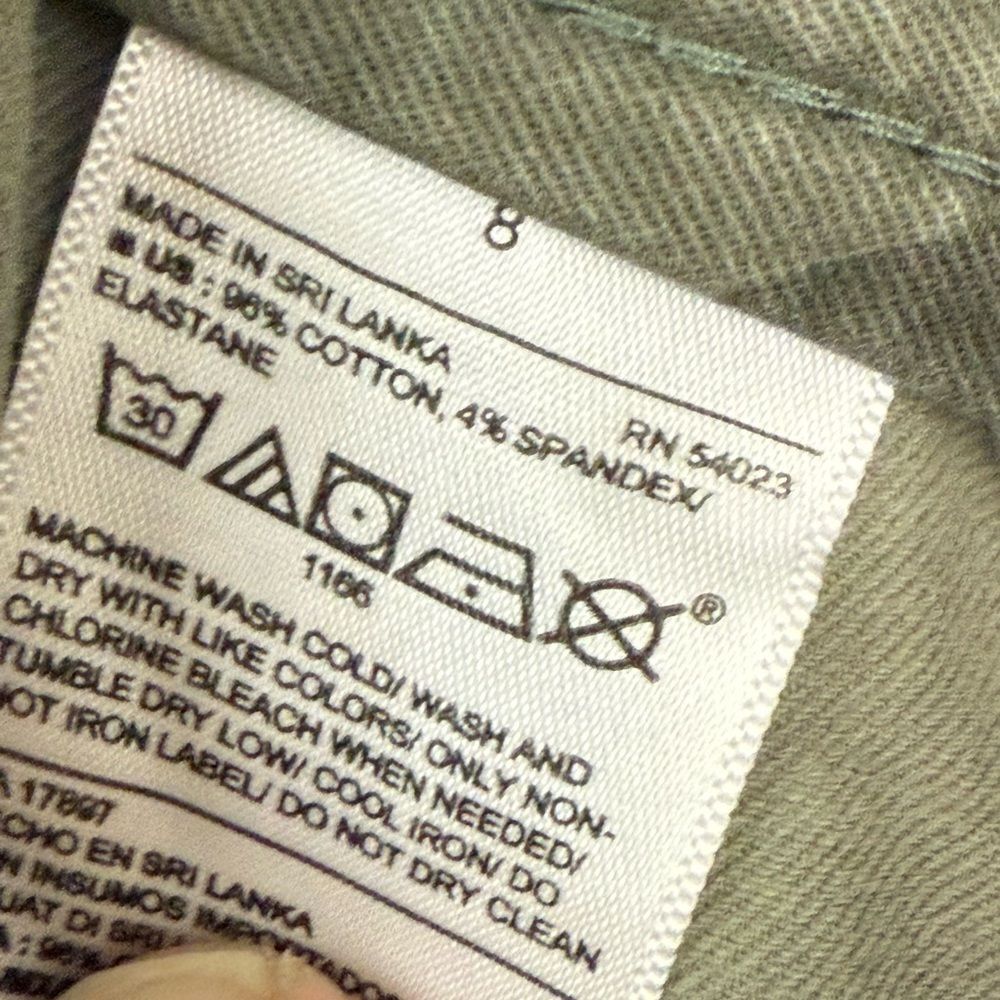 8
MADE IN SRI LANKA
RN 54023
US : 96% COTTON, 4% SPANDEX/
ELASTANE
30
1166
®
MACHINE WASH COLD/ WASH AND
DRY WITH LIKE COLORS/ ONLY NON-
CHLORINE BLEACH WHEN NEEDED/
TUMBLE DRY LOW/ COOL IRON/ DO
NOT IRON LABEL/ DO NOT DRY CLEAN
EN SRI LANKA
INSUMOS
DI